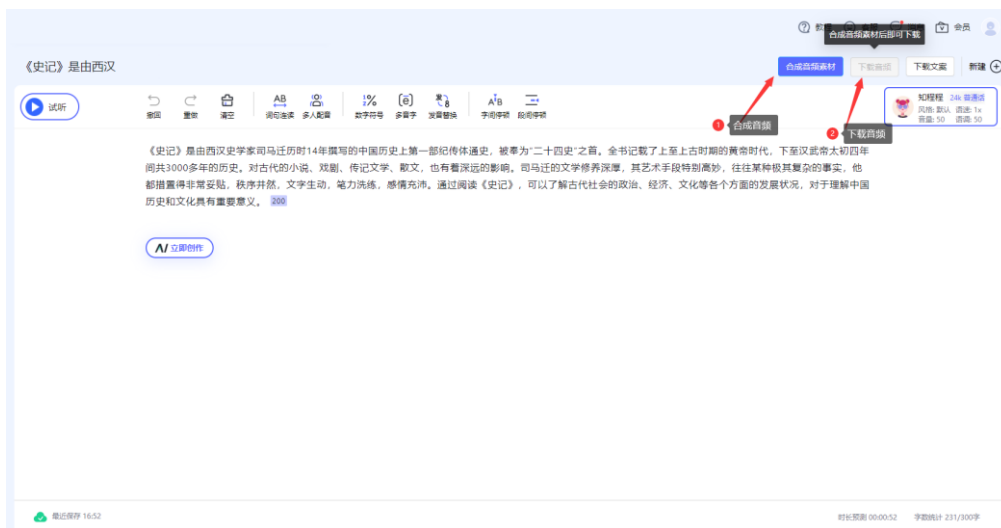 会员
合成音频素材后即可下载
《史记》是由西汉
合成音频素材
下载音频
下载文案
新建
试听
撤回
重做
清空
AB
词句连读
多人配音
数字符号
多音字
发音替换
字间停顿
段间停顿
1 合成音频
2 下载音频
知程程 24k 普通话
风格: 默认 语速: 1x
音量: 50 语调: 50
《史记》是由西汉史学家司马迁历时14年撰写的中国历史上第一部纪传体通史，被奉为“二十四史”之首。全书记载了上至上古时期的黄帝时代，下至汉武帝太初四年
间共3000多年的历史。对古代的小说、戏剧、传记文学、散文，也有着深远的影响。司马迁的文学修养深厚，其艺术手段特别高妙，往往某种极其复杂的事实，他
都措置得非常妥贴，秩序井然，文字生动，笔力洗练，感情充沛。通过阅读《史记》，可以了解古代社会的政治、经济、文化等各个方面的发展状况，对于理解中国
历史和文化具有重要意义。 200
AI 立即创作
最近保存 16:52
时长预测 00:00:52 字数统计 231/300字